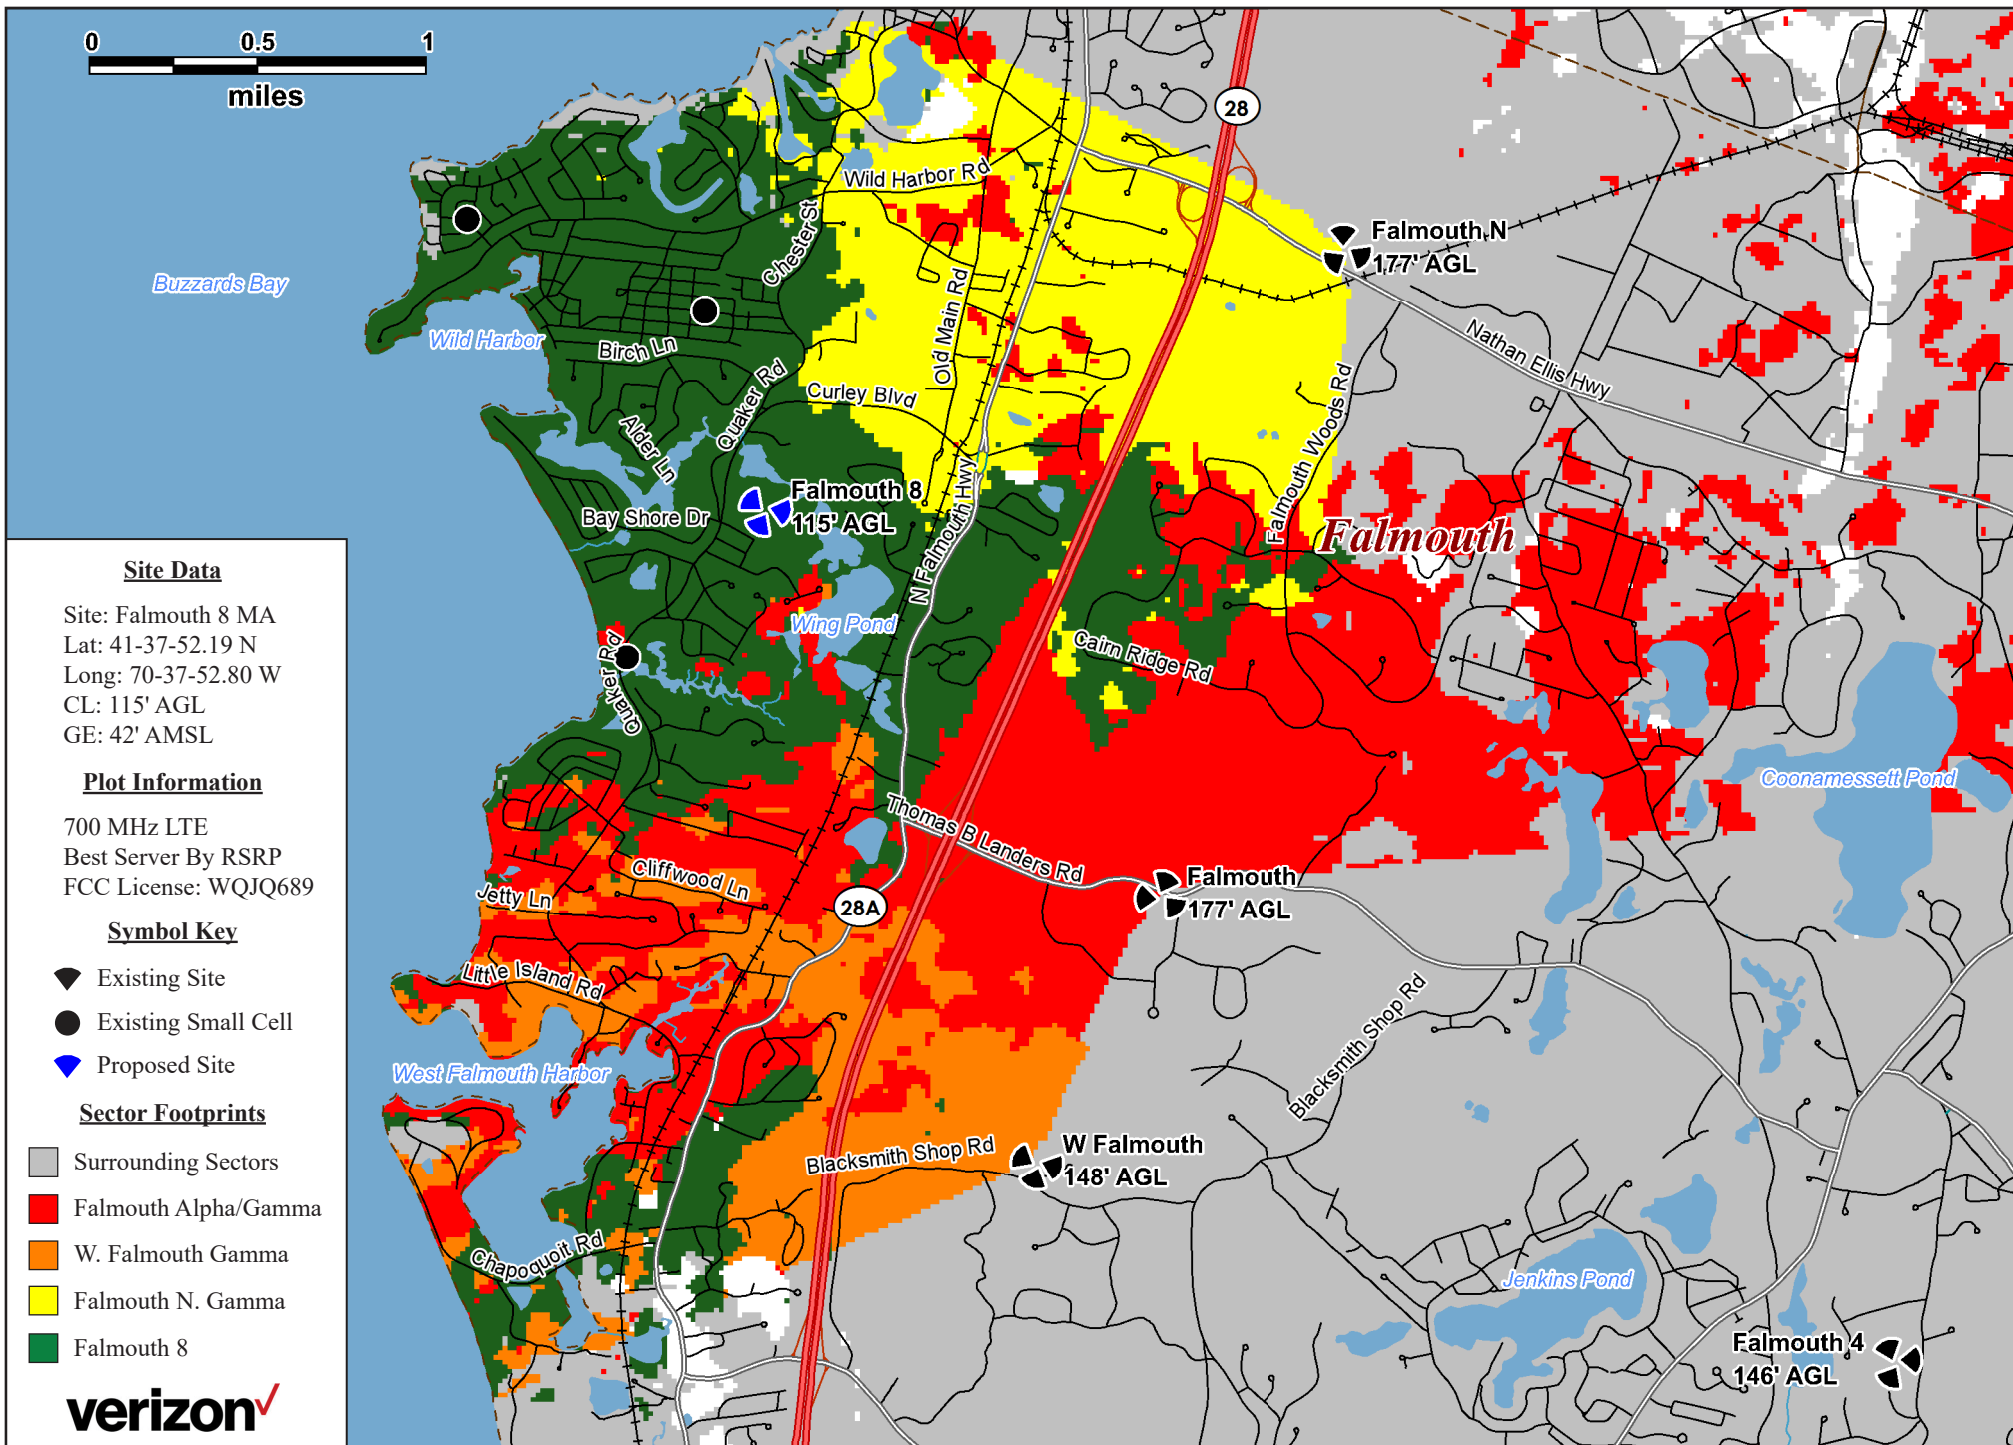 0 0.5 1
miles
28
Wild Harbor Rd
Chester St
Falmouth N
177' AGL
Buzzards Bay
Wild Harbor
Birch Ln
Old Main Rd
Nathan Ellis Hwy
Quaker Rd
Curley Blvd
Falmouth Woods Rd
Alder Ln
Falmouth 8
115' AGL
Bay Shore Dr
N Falmouth Hwy
Falmouth
Wing Pond
Quaker Rd
Cairn Ridge Rd
Coonamessett Pond
Thomas B Landers Rd
Cliffwood Ln
Jetty Ln
28A
Falmouth
177' AGL
Little Island Rd
Blacksmith Shop Rd
West Falmouth Harbor
Blacksmith Shop Rd
W Falmouth
148' AGL
Chapoquoit Rd
Jenkins Pond
Falmouth 4
146' AGL
Site Data
Site: Falmouth 8 MA
Lat: 41-37-52.19 N
Long: 70-37-52.80 W
CL: 115' AGL
GE: 42' AMSL
Plot Information
700 MHz LTE
Best Server By RSRP
FCC License: WQJQ689
Symbol Key
Existing Site
Existing Small Cell
Proposed Site
Sector Footprints
Surrounding Sectors
Falmouth Alpha/Gamma
W. Falmouth Gamma
Falmouth N. Gamma
Falmouth 8
verizon